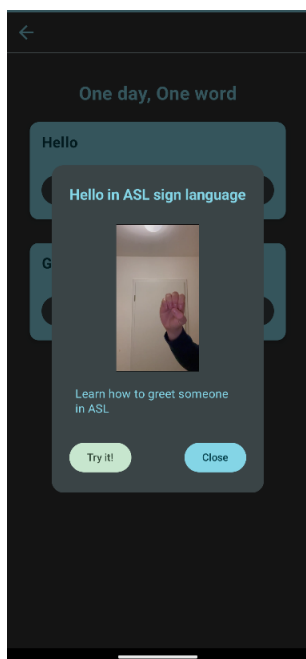 One day, One word
Hello
Hello in ASL sign language
G
Learn how to greet someone
in ASL
Try it!
Close